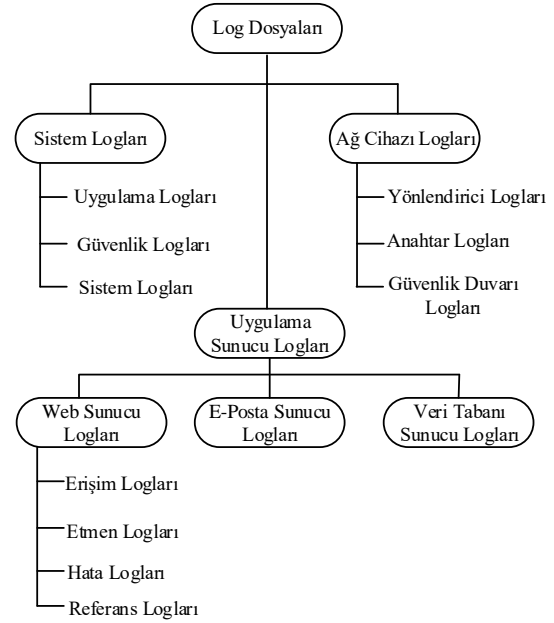 Log Dosyaları
Sistem Logları
Uygulama Logları
Güvenlik Logları
Sistem Logları
Ağ Cihazı Logları
Yönlendirici Logları
Anahtar Logları
Güvenlik Duvarı
Logları
Uygulama
Sunucu Logları
Web Sunucu
Logları
Erişim Logları
Etmen Logları
Hata Logları
Referans Logları
E-Posta Sunucu
Logları
Veri Tabanı
Sunucu Logları